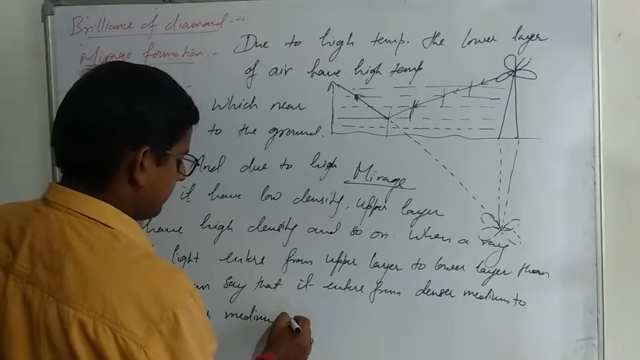 Brilliance of diamond :-
Mirage formation :- Due to high temp. the lower layer
of air have high temp
Which near
to the ground.
And due to high
Mirage
it have low density. Upper layer
have high density and so on. When a ray
light enters from upper layer to lower layer then
say that it enters from denser medium to
medium